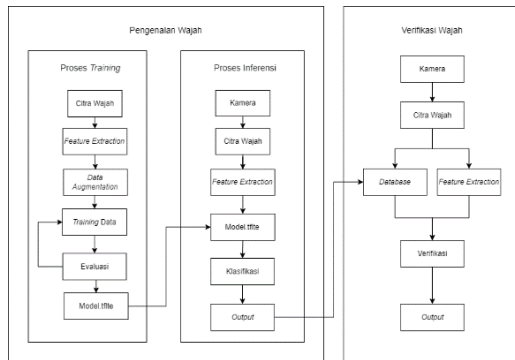 Pengenalan Wajah
Proses Training
Citra Wajah
Feature Extraction
Data
Augmentation
Training Data
Evaluasi
Model.tflite
Proses Inferensi
Kamera
Citra Wajah
Feature Extraction
Model.tflite
Klasifikasi
Output
Verifikasi Wajah
Kamera
Citra Wajah
Database
Feature Extraction
Verifikasi
Output